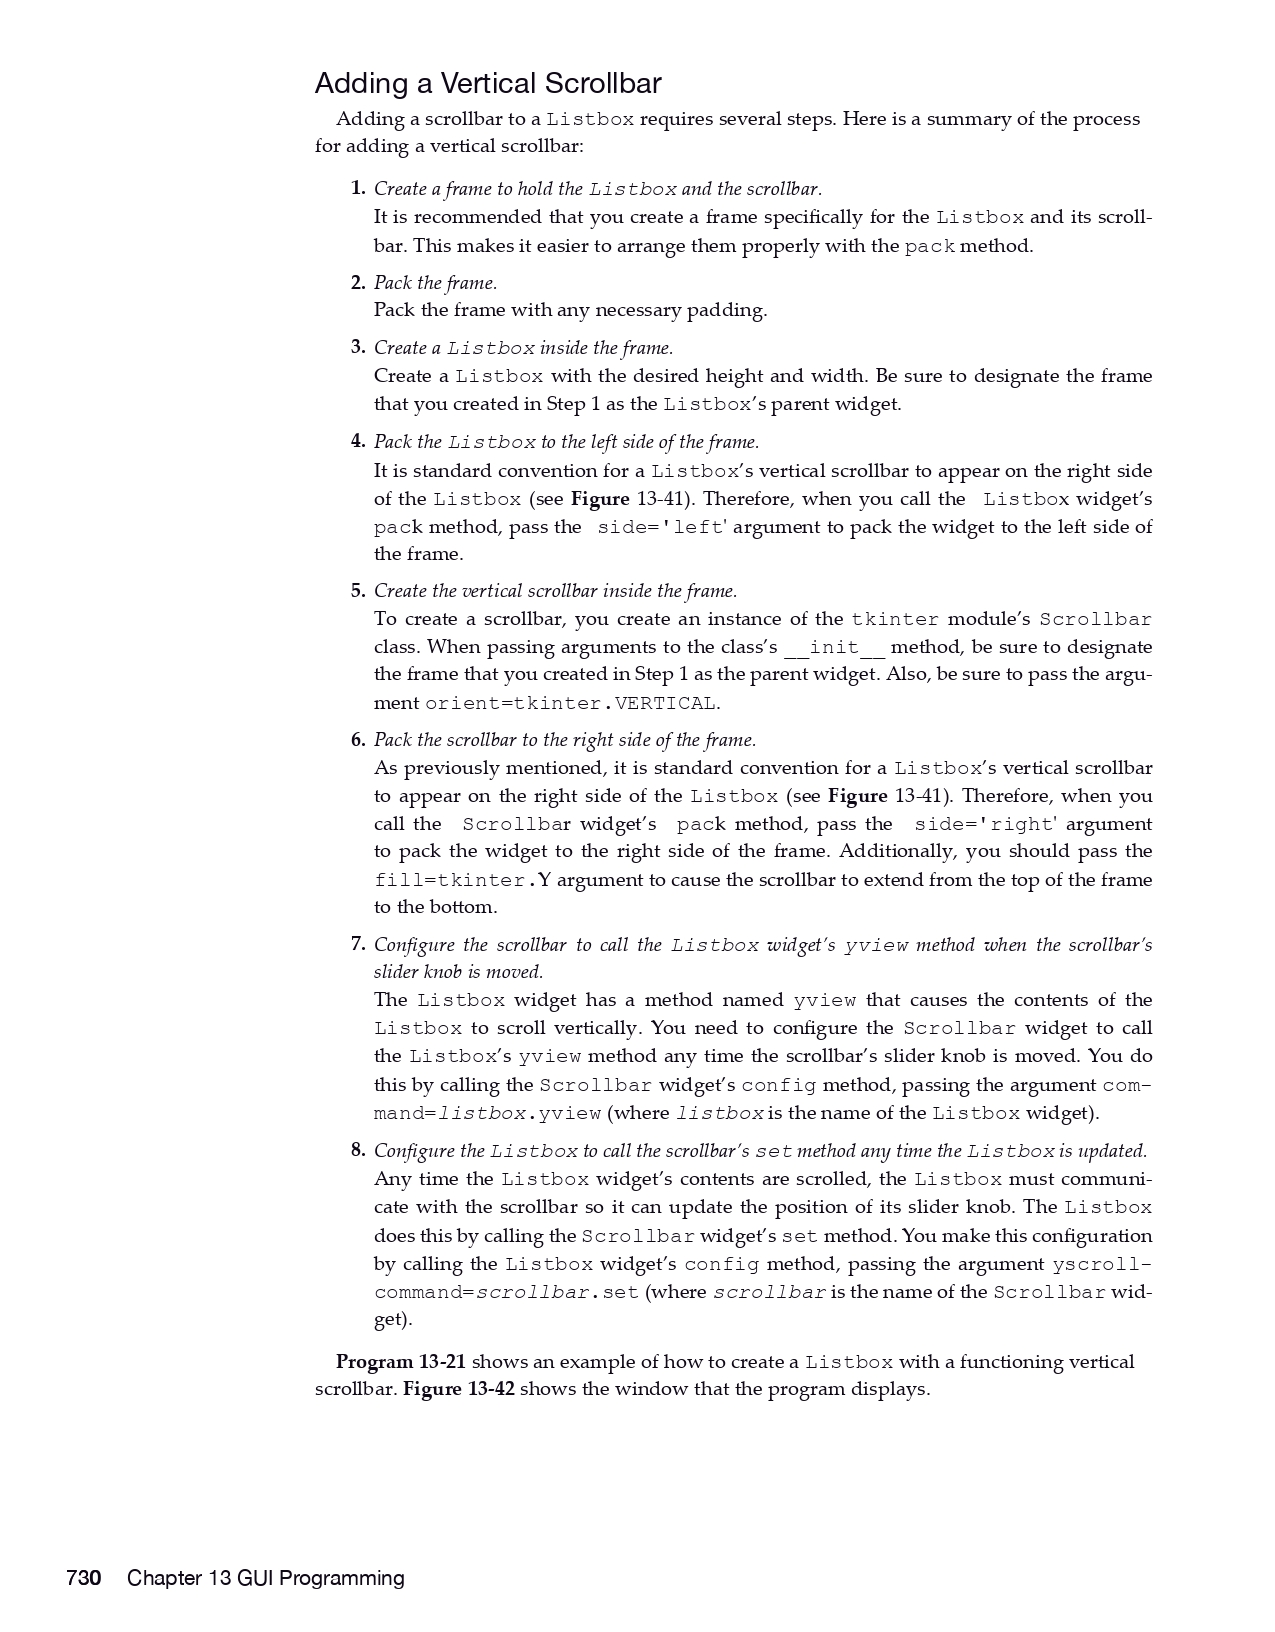 Adding a Vertical Scrollbar
Adding a scrollbar to a Listbox requires several steps. Here is a summary of the process
for adding a vertical scrollbar:
1. Create a frame to hold the Listbox and the scrollbar.
It is recommended that you create a frame specifically for the Listbox and its scroll-
bar. This makes it easier to arrange them properly with the pack method.
2. Pack the frame.
Pack the frame with any necessary padding.
3. Create a Listbox inside the frame.
Create a Listbox with the desired height and width. Be sure to designate the frame
that you created in Step 1 as the Listbox’s parent widget.
4. Pack the Listbox to the left side of the frame.
It is standard convention for a Listbox’s vertical scrollbar to appear on the right side
of the Listbox (see Figure 13-41). Therefore, when you call the Listbox widget’s
pack method, pass the side='left' argument to pack the widget to the left side of
the frame.
5. Create the vertical scrollbar inside the frame.
To create a scrollbar, you create an instance of the tkinter module’s Scrollbar
class. When passing arguments to the class’s __init__ method, be sure to designate
the frame that you created in Step 1 as the parent widget. Also, be sure to pass the argu-
ment orient=tkinter.VERTICAL.
6. Pack the scrollbar to the right side of the frame.
As previously mentioned, it is standard convention for a Listbox’s vertical scrollbar
to appear on the right side of the Listbox (see Figure 13-41). Therefore, when you
call the Scrollbar widget’s pack method, pass the side='right' argument
to pack the widget to the right side of the frame. Additionally, you should pass the
fill=tkinter.Y argument to cause the scrollbar to extend from the top of the frame
to the bottom.
7. Configure the scrollbar to call the Listbox widget’s yview method when the scrollbar’s
slider knob is moved.
The Listbox widget has a method named yview that causes the contents of the
Listbox to scroll vertically. You need to configure the Scrollbar widget to call
the Listbox’s yview method any time the scrollbar’s slider knob is moved. You do
this by calling the Scrollbar widget’s config method, passing the argument com-
mand=listbox.yview (where listbox is the name of the Listbox widget).
8. Configure the Listbox to call the scrollbar’s set method any time the Listbox is updated.
Any time the Listbox widget’s contents are scrolled, the Listbox must communi-
cate with the scrollbar so it can update the position of its slider knob. The Listbox
does this by calling the Scrollbar widget’s set method. You make this configuration
by calling the Listbox widget’s config method, passing the argument yscroll-
command=scrollbar.set (where scrollbar is the name of the Scrollbar wid-
get).
Program 13-21 shows an example of how to create a Listbox with a functioning vertical
scrollbar. Figure 13-42 shows the window that the program displays.
730 Chapter 13 GUI Programming